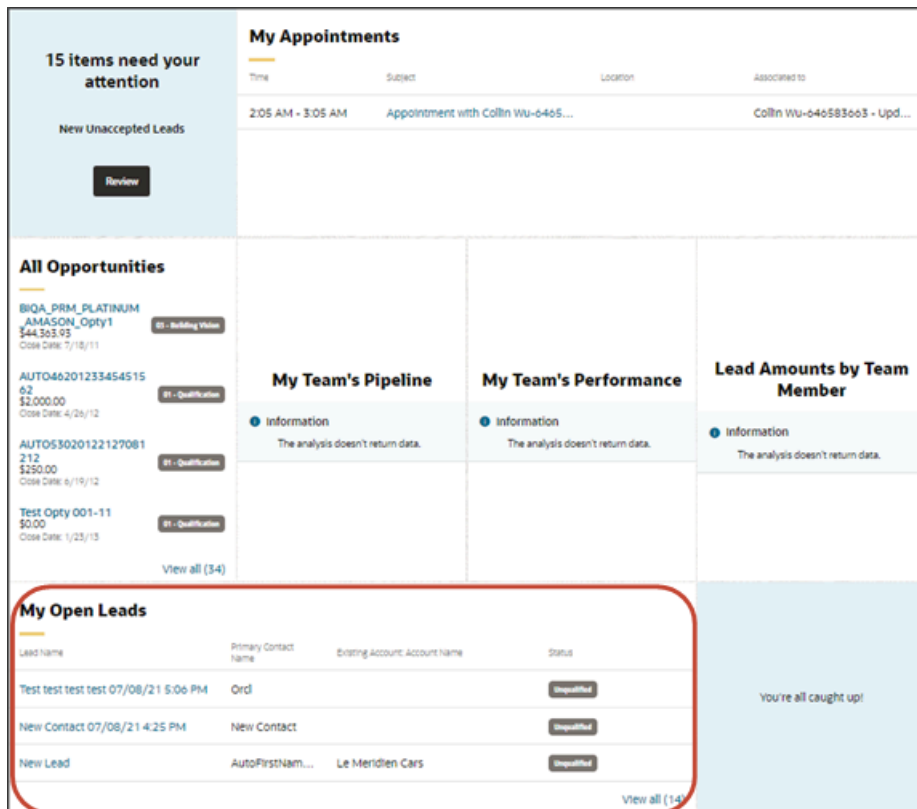 15 items need your
attention
New Unaccepted Leads
Review
My Appointments
Time Subject Location Associated to
2:05 AM - 3:05 AM Appointment with Collin Wu-6465... Collin Wu-646583663 - Upd...
All Opportunities
BIQA_PRM_PLATINUM
_AMASON_Opty1
03 - Building Vision
$44,363.93
Close Date: 7/18/11
AUTO46201233454515
62
01 - Qualification
$2,000.00
Close Date: 4/26/12
AUTO53020122127081
212
01 - Qualification
$250.00
Close Date: 6/19/12
Test Opty 001-11
01 - Qualification
$0.00
Close Date: 1/23/13
View all (34)
My Team's Pipeline
Information
The analysis doesn't return data.
My Team's Performance
Information
The analysis doesn't return data.
Lead Amounts by Team
Member
Information
The analysis doesn't return data.
My Open Leads
Lead Name Primary Contact
Name Existing Account: Account Name Status
Test test test test 07/08/21 5:06 PM Orcl Unqualified
New Contact 07/08/21 4:25 PM New Contact Unqualified
New Lead AutoFirstNam... Le Meridien Cars Unqualified
View all (14)
You're all caught up!